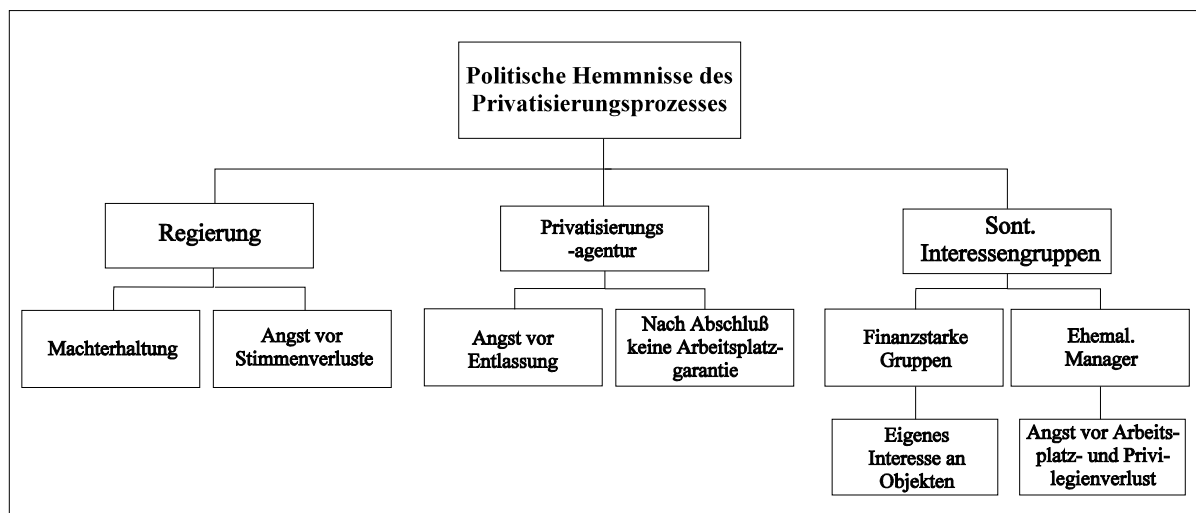 Politische Hemmnisse des
Privatisierungsprozesses
Regierung
Privatisierungs
-agentur
Sont.
Interessengruppen
Machterhaltung
Angst vor
Stimmenverluste
Angst vor
Entlassung
Nach Abschluß
keine Arbeitsplatz-
garantie
Finanzstarke
Gruppen
Ehemal.
Manager
Eigenes
Interesse an
Objekten
Angst vor Arbeits-
platz- und Privi-
legienverlust